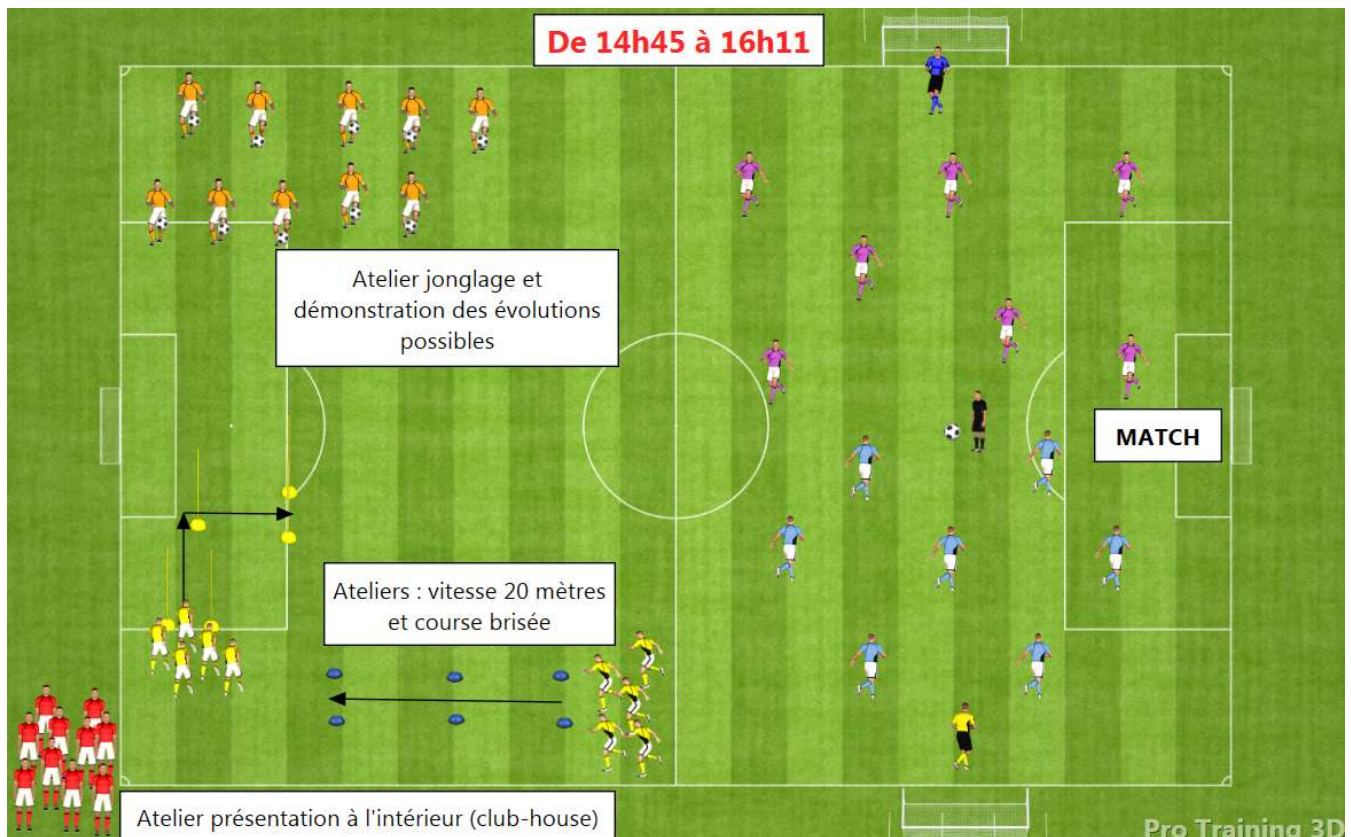 De 14h45 à 16h11
Atelier jonglage et
démonstration des évolutions
possibles
MATCH
Ateliers : vitesse 20 mètres
et course brisée
Atelier présentation à l'intérieur (club-house)
Pro Training 3D